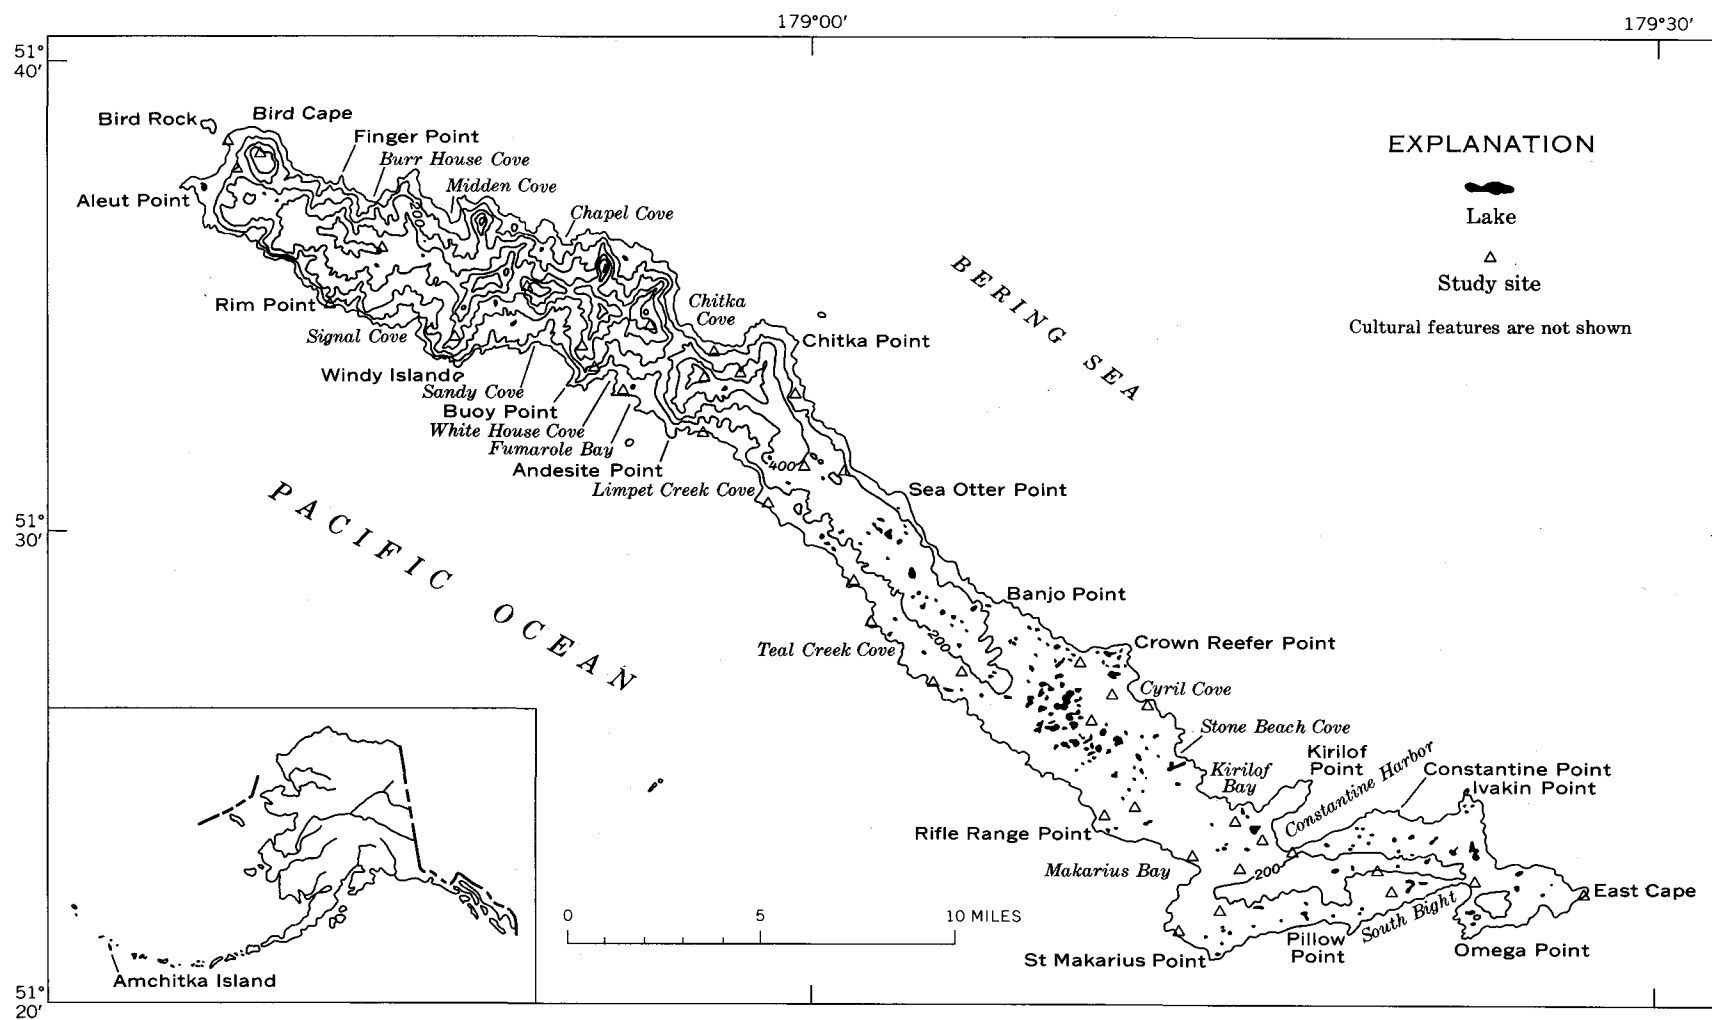 179°00′
179°30′
51°
40′
Bird Rock
Bird Cape
Finger Point
Burr House Cove
Midden Cove
Aleut Point
Chapel Cove
200
EXPLANATION
Lake
Study site
Cultural features are not shown
BERING SEA
Rim Point
Signal Cove
Chitka
Cove
Chitka Point
Windy Island
Sandy Cove
Buoy Point
White House Cove
Fumarole Bay
Andesite Point
400
Limpet Creek Cove
Sea Otter Point
PACIFIC OCEAN
51°
30′
Banjo Point
200
Teal Creek Cove
Crown Reefer Point
Cyril Cove
Stone Beach Cove
Kirilof
Point
Kirilof
Bay
Constantine Harbor
Constantine Point
Ivakin Point
Rifle Range Point
Makarius Bay
200
East Cape
South Bight
Pillow
Point
Omega Point
St Makarius Point
0 5 10 MILES
Amchitka Island
51°
20′